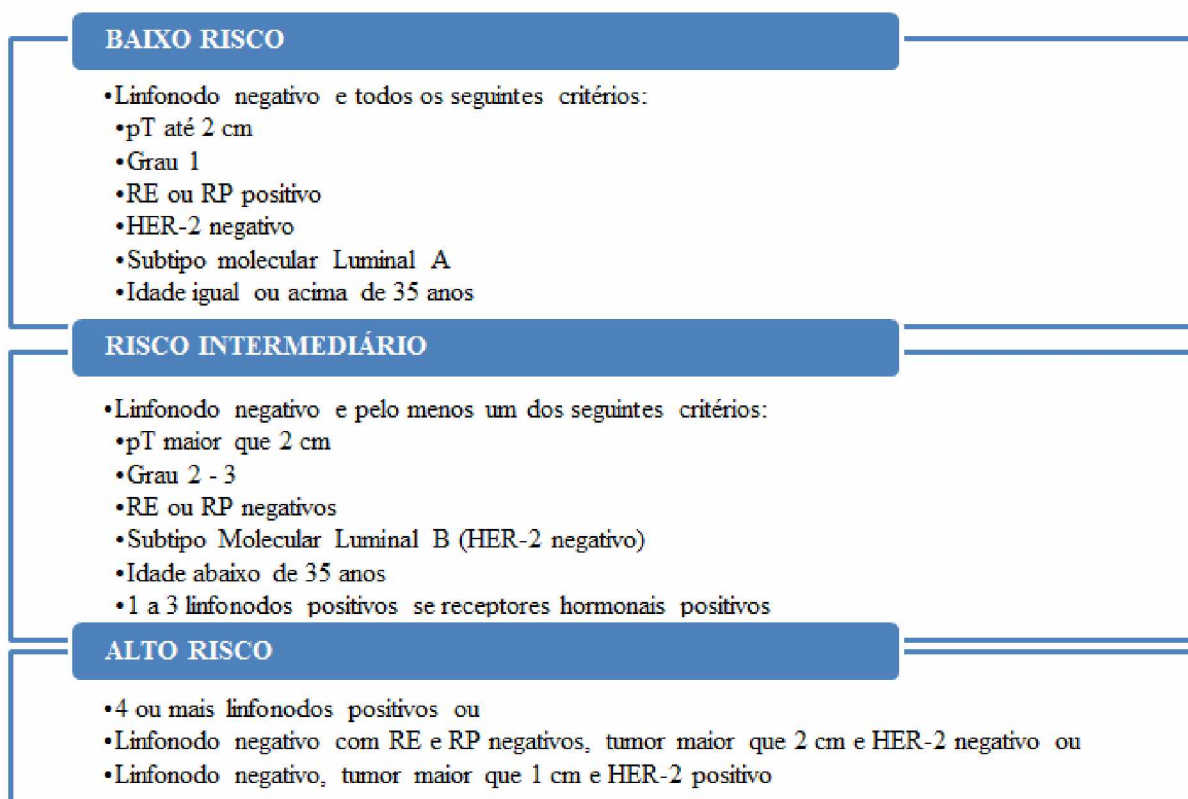 BAIXO RISCO
•Linfonodo negativo e todos os seguintes critérios:
•pT até 2 cm
•Grau 1
•RE ou RP positivo
•HER-2 negativo
•Subtipo molecular Luminal A
•Idade igual ou acima de 35 anos
RISCO INTERMEDIÁRIO
•Linfonodo negativo e pelo menos um dos seguintes critérios:
•pT maior que 2 cm
•Grau 2 - 3
•RE ou RP negativos
•Subtipo Molecular Luminal B (HER-2 negativo)
•Idade abaixo de 35 anos
•1 a 3 linfonodos positivos se receptores hormonais positivos
ALTO RISCO
•4 ou mais linfonodos positivos ou
•Linfonodo negativo com RE e RP negativos, tumor maior que 2 cm e HER-2 negativo ou
•Linfonodo negativo, tumor maior que 1 cm e HER-2 positivo